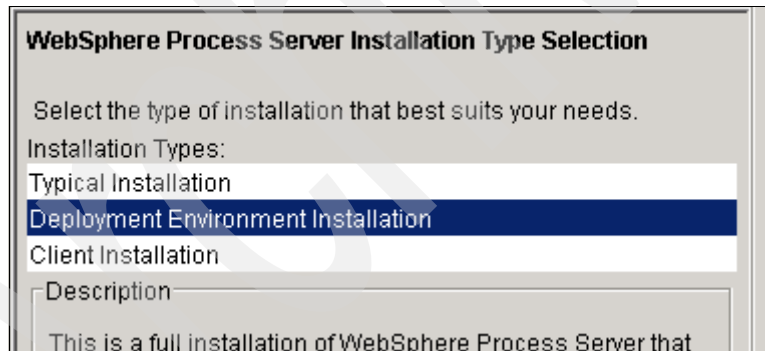 WebSphere Process Server Installation Type Selection
Select the type of installation that best suits your needs.
Installation Types:
Typical Installation
Deployment Environment Installation
Client Installation
Description
This is a full installation of WebSphere Process Server that